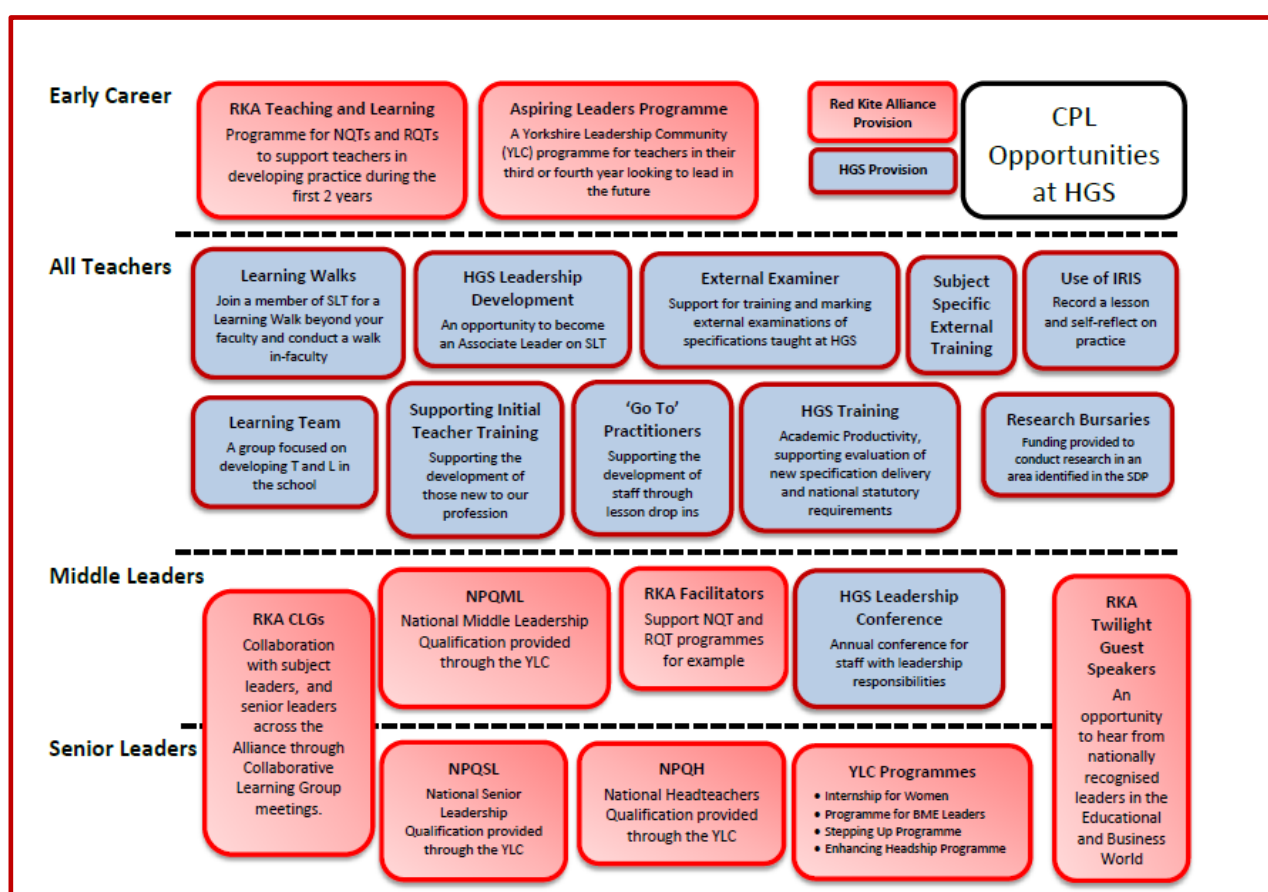 Early Career
RKA Teaching and Learning
Programme for NQTs and RQTs
to support teachers in
developing practice during the
first 2 years
Aspiring Leaders Programme
A Yorkshire Leadership Community
(YLC) programme for teachers in their
third or fourth year looking to lead in
the future
Red Kite Alliance
Provision
HGS Provision
CPL
Opportunities
at HGS
All Teachers
Learning Walks
Join a member of SLT for a
Learning Walk beyond your
faculty and conduct a walk
in-faculty
HGS Leadership
Development
An opportunity to become
an Associate Leader on SLT
External Examiner
Support for training and marking
external examinations of
specifications taught at HGS
Subject
Specific
External
Training
Use of IRIS
Record a lesson
and self-reflect on
practice
Learning Team
A group focused on
developing T and L in
the school
Supporting Initial
Teacher Training
Supporting the
development of
those new to our
profession
‘Go To’
Practitioners
Supporting the
development of
staff through
lesson drop ins
HGS Training
Academic Productivity,
supporting evaluation of
new specification delivery
and national statutory
requirements
Research Bursaries
Funding provided to
conduct research in an
area identified in the SDP
Middle Leaders
RKA CLGs
Collaboration
with subject
leaders, and
senior leaders
across the
Alliance through
Collaborative
Learning Group
meetings.
NPQML
National Middle Leadership
Qualification provided
through the YLC
RKA Facilitators
Support NQT and
RQT programmes
for example
HGS Leadership
Conference
Annual conference for
staff with leadership
responsibilities
RKA
Twilight
Guest
Speakers
An
opportunity
to hear from
nationally
recognised
leaders in the
Educational
and Business
World
Senior Leaders
NPQSL
National Senior
Leadership
Qualification provided
through the YLC
NPQH
National Headteachers
Qualification provided
through the YLC
YLC Programmes
• Internship for Women
• Programme for BME Leaders
• Stepping Up Programme
• Enhancing Headship Programme